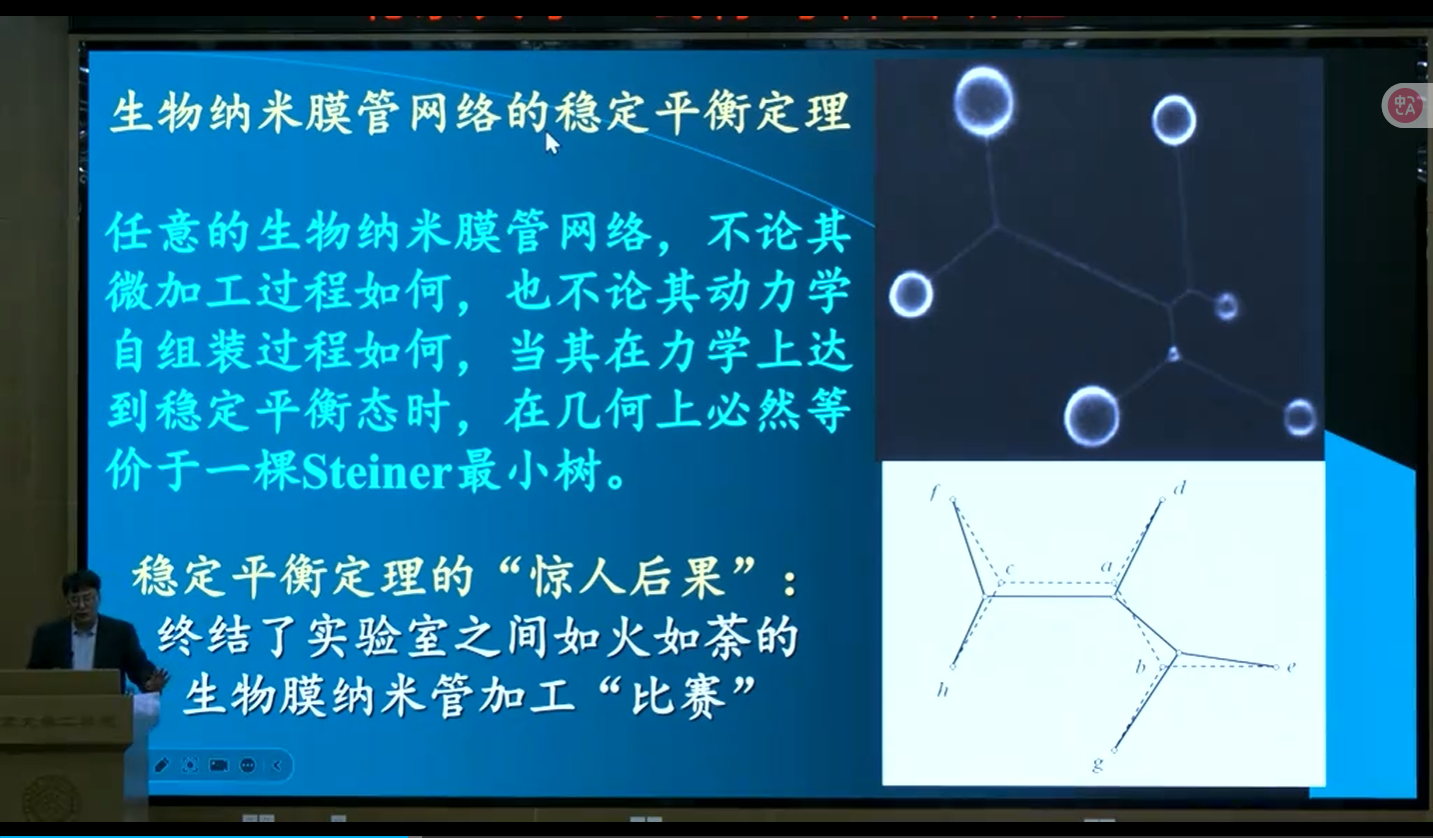 生物纳米膜管网络的稳定平衡定理
任意的生物纳米膜管网络，不论其
微加工过程如何，也不论其动力学
自组装过程如何，当其在力学上达
到稳定平衡态时，在几何上必然等
价于一棵Steiner最小树。
稳定平衡定理的“惊人后果”：
终结了实验室之间如火如荼的
生物膜纳米管加工“比赛”
f
d
c
a
b
e
h
g
中
A